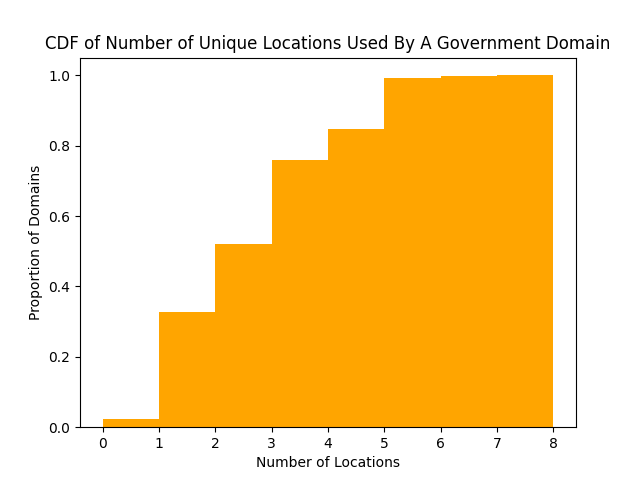 CDF of Number of Unique Locations Used By A Government Domain
1.0
0.8
0.6
0.4
0.2
0.0
Proportion of Domains
0 1 2 3 4 5 6 7 8
Number of Locations